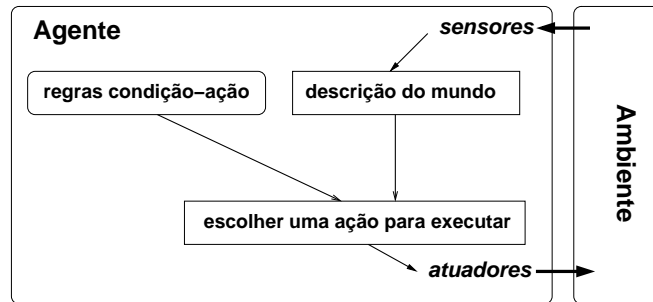 Agente
sensores
regras condição–ação
descrição do mundo
Ambiente
escolher uma ação para executar
atuadores